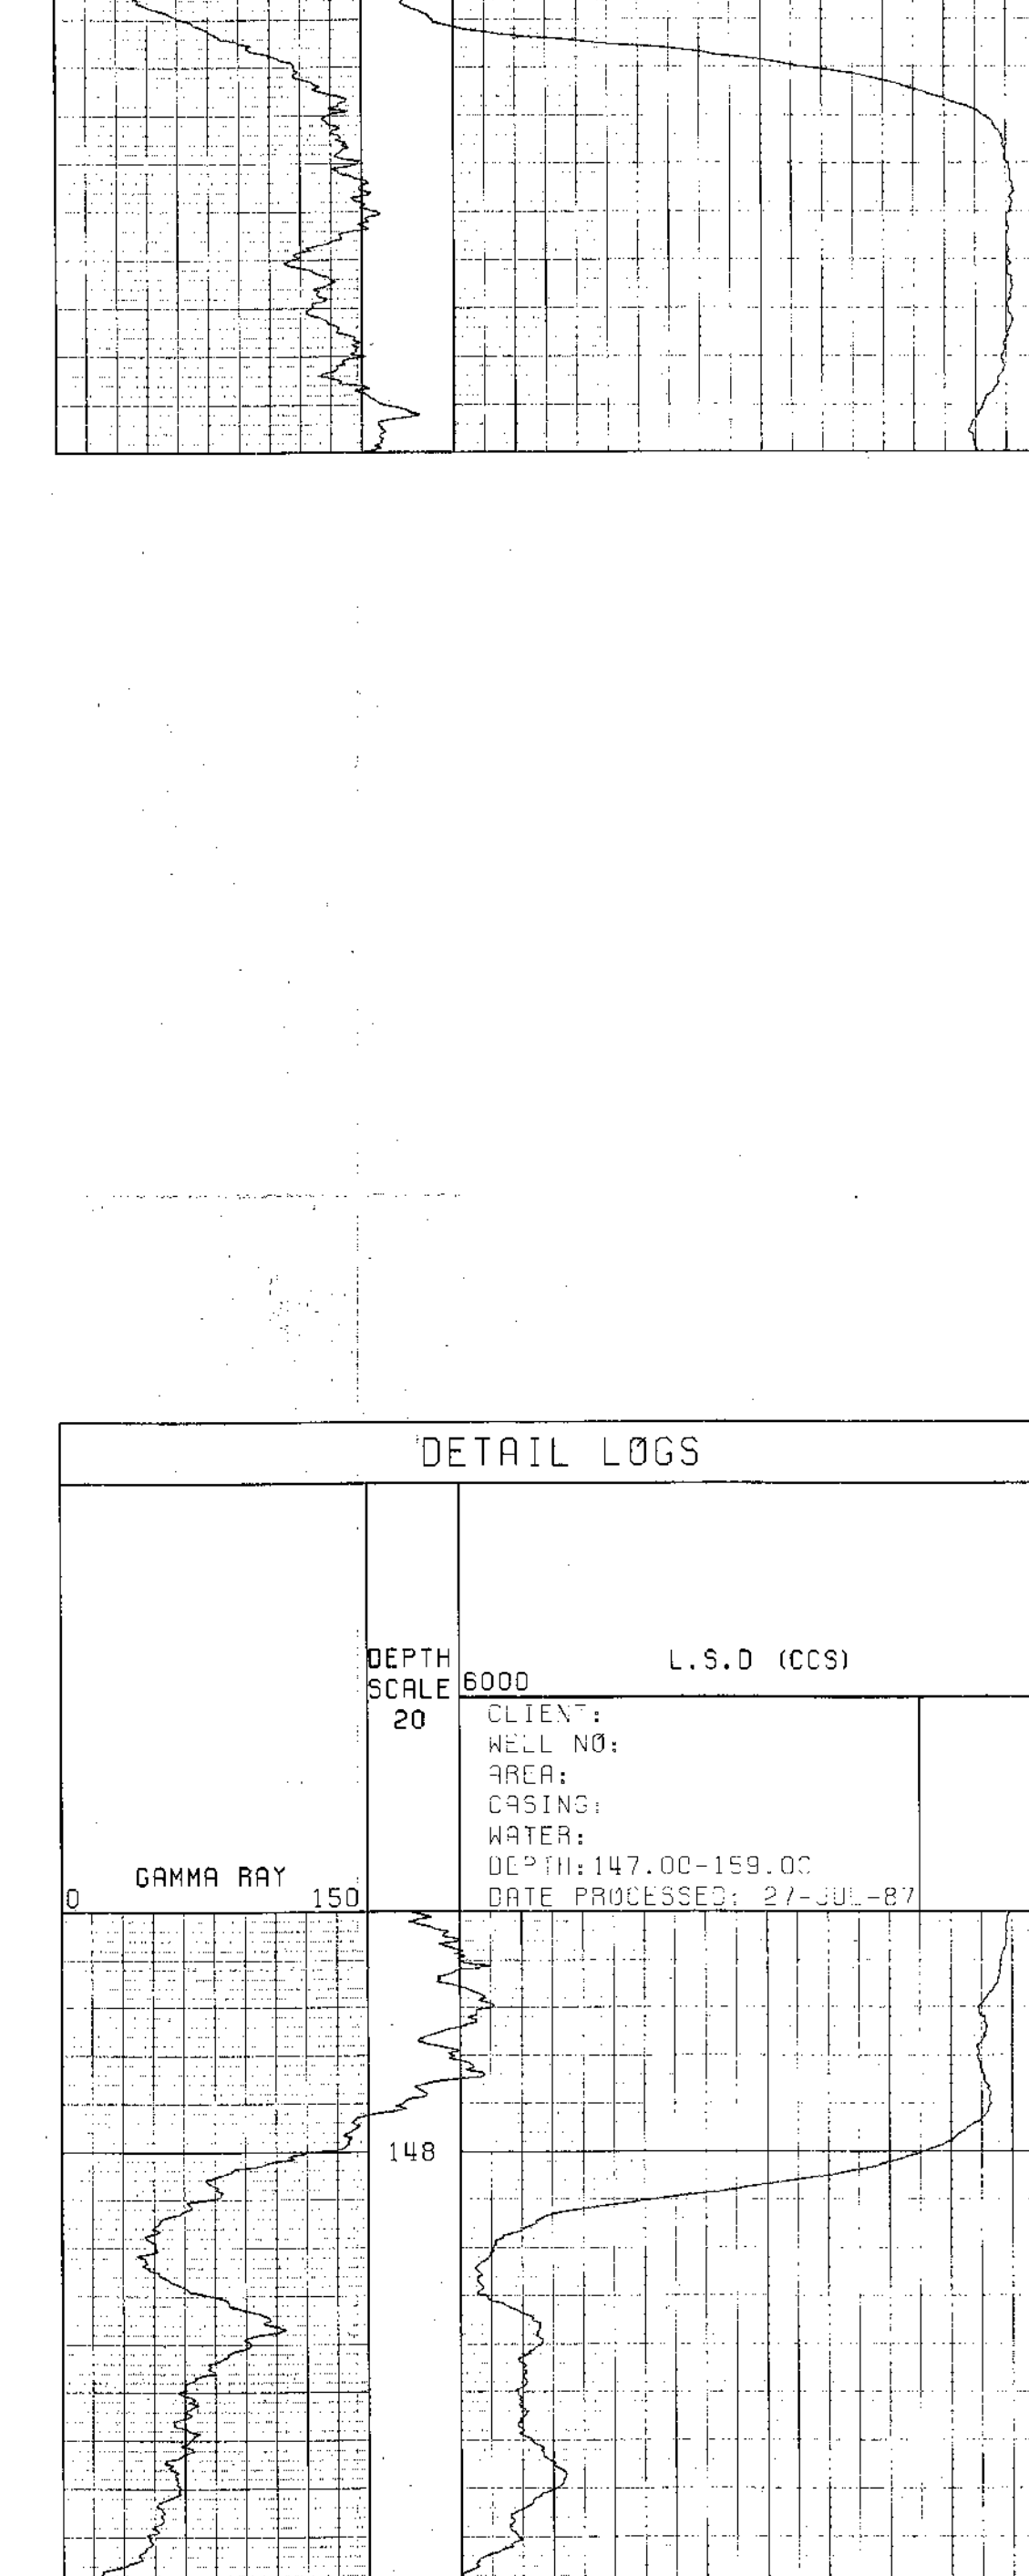 DETAIL LØGS
DEPTH
SCALE
20
6000
L.S.D (CCS)
CLIENT:
WELL NØ:
AREA:
CASING:
WATER:
DEPTH:147.00-159.00
DATE PROCESSED: 27-JUL-87
GAMMA RAY
0 150
148